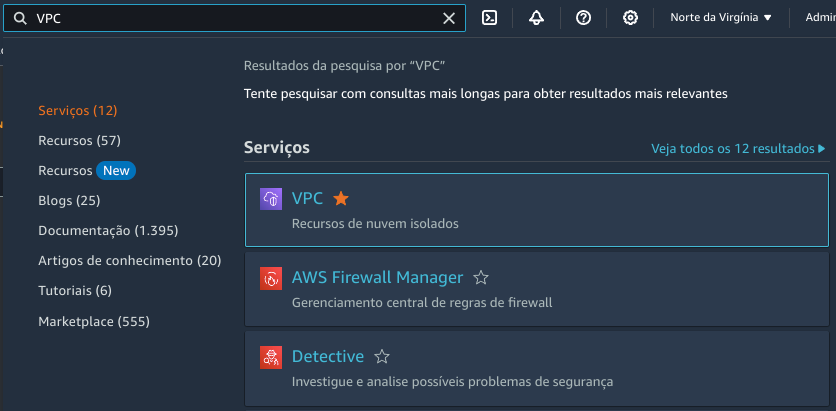 VPC
Norte da Virgínia
Admin
Resultados da pesquisa por “VPC”
Tente pesquisar com consultas mais longas para obter resultados mais relevantes
Serviços (12)
Recursos (57)
Recursos New
Blogs (25)
Documentação (1.395)
Artigos de conhecimento (20)
Tutoriais (6)
Marketplace (555)
Serviços
Veja todos os 12 resultados
VPC
Recursos de nuvem isolados
AWS Firewall Manager
Gerenciamento central de regras de firewall
Detective
Investigue e analise possíveis problemas de segurança